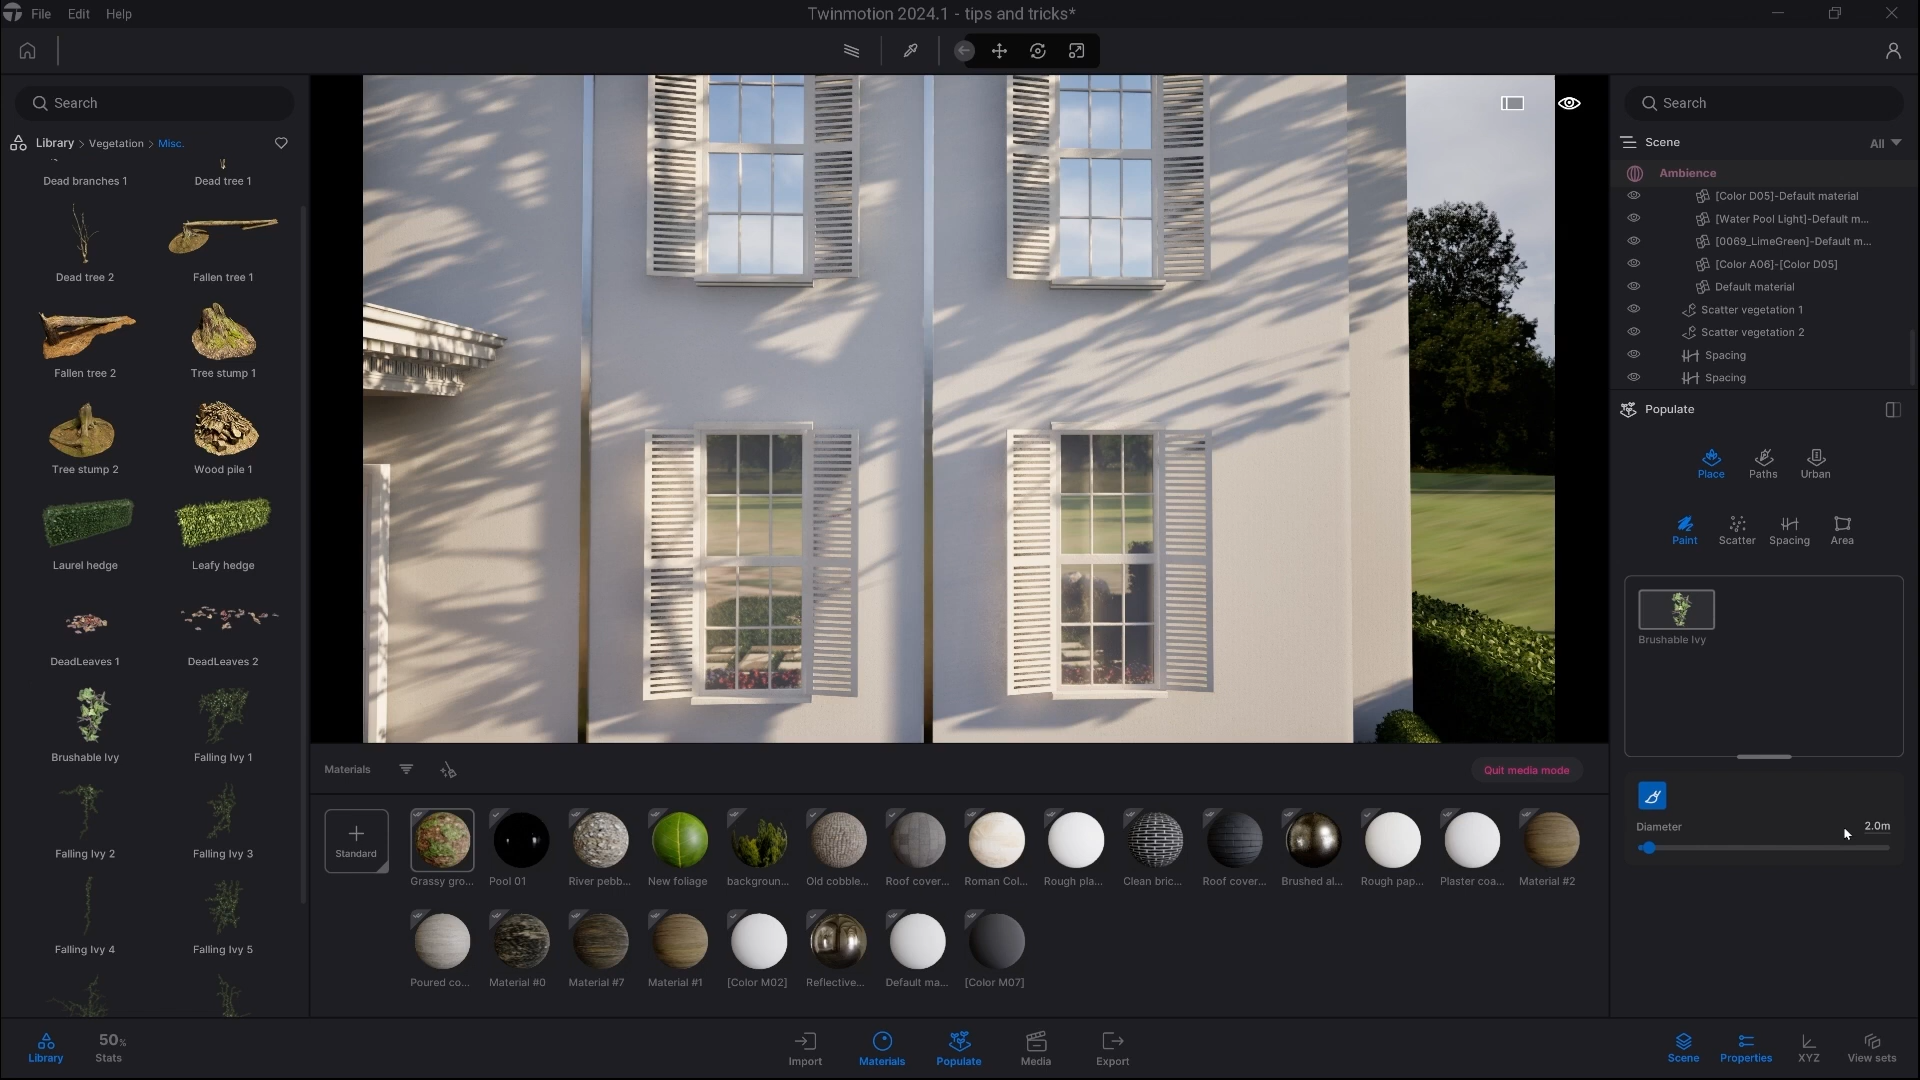 File Edit Help
Twinmotion 2024.1 - tips and tricks*
Search
Library > Vegetation > Misc.
Dead branches 1
Dead tree 1
Dead tree 2
Fallen tree 1
Fallen tree 2
Tree stump 1
Tree stump 2
Wood pile 1
Laurel hedge
Leafy hedge
DeadLeaves 1
DeadLeaves 2
Brushable Ivy
Falling Ivy 1
Falling Ivy 2
Falling Ivy 3
Falling Ivy 4
Falling Ivy 5
Materials
Quit media mode
Standard
Grassy gro...
Pool 01
River pebb...
New foliage
backgroun...
Old cobble...
Roof cover...
Roman Col...
Rough pla...
Clean bric...
Roof cover...
Brushed al...
Rough pap...
Plaster coa...
Material #2
Poured co...
Material #0
Material #7
Material #1
[Color M02]
Reflective...
Default ma...
[Color M07]
Search
Scene
All
Ambience
[Color D05]-Default material
[Water Pool Light]-Default m...
[0069_LimeGreen]-Default m...
[Color A06]-[Color D05]
Default material
Scatter vegetation 1
Scatter vegetation 2
Spacing
Spacing
Populate
Place
Paths
Urban
Paint
Scatter
Spacing
Area
Brushable Ivy
Diameter
2.0m
Library
50%
Stats
Import
Materials
Populate
Media
Export
Scene
Properties
XYZ
View sets